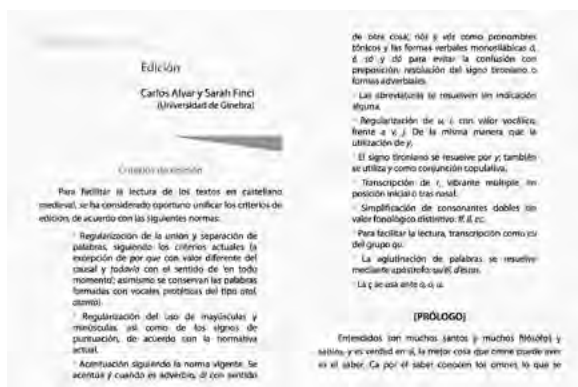 Edición
Carlos Alvar y Sarah Finci
(Universidad de Ginebra)
Criterios de edición
Para facilitar la lectura de los textos en castellano
medieval, se ha considerado oportuno unificar los criterios de
edición, de acuerdo con las siguientes normas:
Regularización de la unión y separación de
palabras, siguiendo los criterios actuales (a
excepción de por que con valor diferente del
causal y todavía con el sentido de 'en todo
momento'; asimismo se conservan las palabras
formadas con vocales protéticas del tipo atal,
atanto).
Regularización del uso de mayúsculas y
minúsculas, así como de los signos de
puntuación, de acuerdo con la normativa
actual.
Acentuación siguiendo la norma vigente. Se
acentúa y cuando es adverbio, ál con sentido
de otra cosa; nós y vós como pronombres
tónicos y las formas verbales monosilábicas á,
é, só y dó para evitar la confusión con
preposición, resolución del signo tironiano o
formas adverbiales.
Las abreviaturas se resuelven sin indicación
alguna.
Regularización de u, i, con valor vocálico,
frente a v, j. De la misma manera que la
utilización de y.
El signo tironiano se resuelve por y; también
se utiliza y como conjunción copulativa.
Transcripción de r, vibrante múltiple en
posición inicial o tras nasal.
Simplificación de consonantes dobles sin
valor fonológico distintivo: ff, ll, cc.
Para facilitar la lectura, transcripción como cu
del grupo qu.
La aglutinación de palabras se resuelve
mediante apóstrofo:
La ç se usa ante a, o, u.
[PRÓLOGO]
Entendidos son muchos santos y muchos filósofos y
sabios, y es verdad en sí, la mejor cosa que omne puede aver
es el saber. Ca por el saber conocen los omnes lo que se